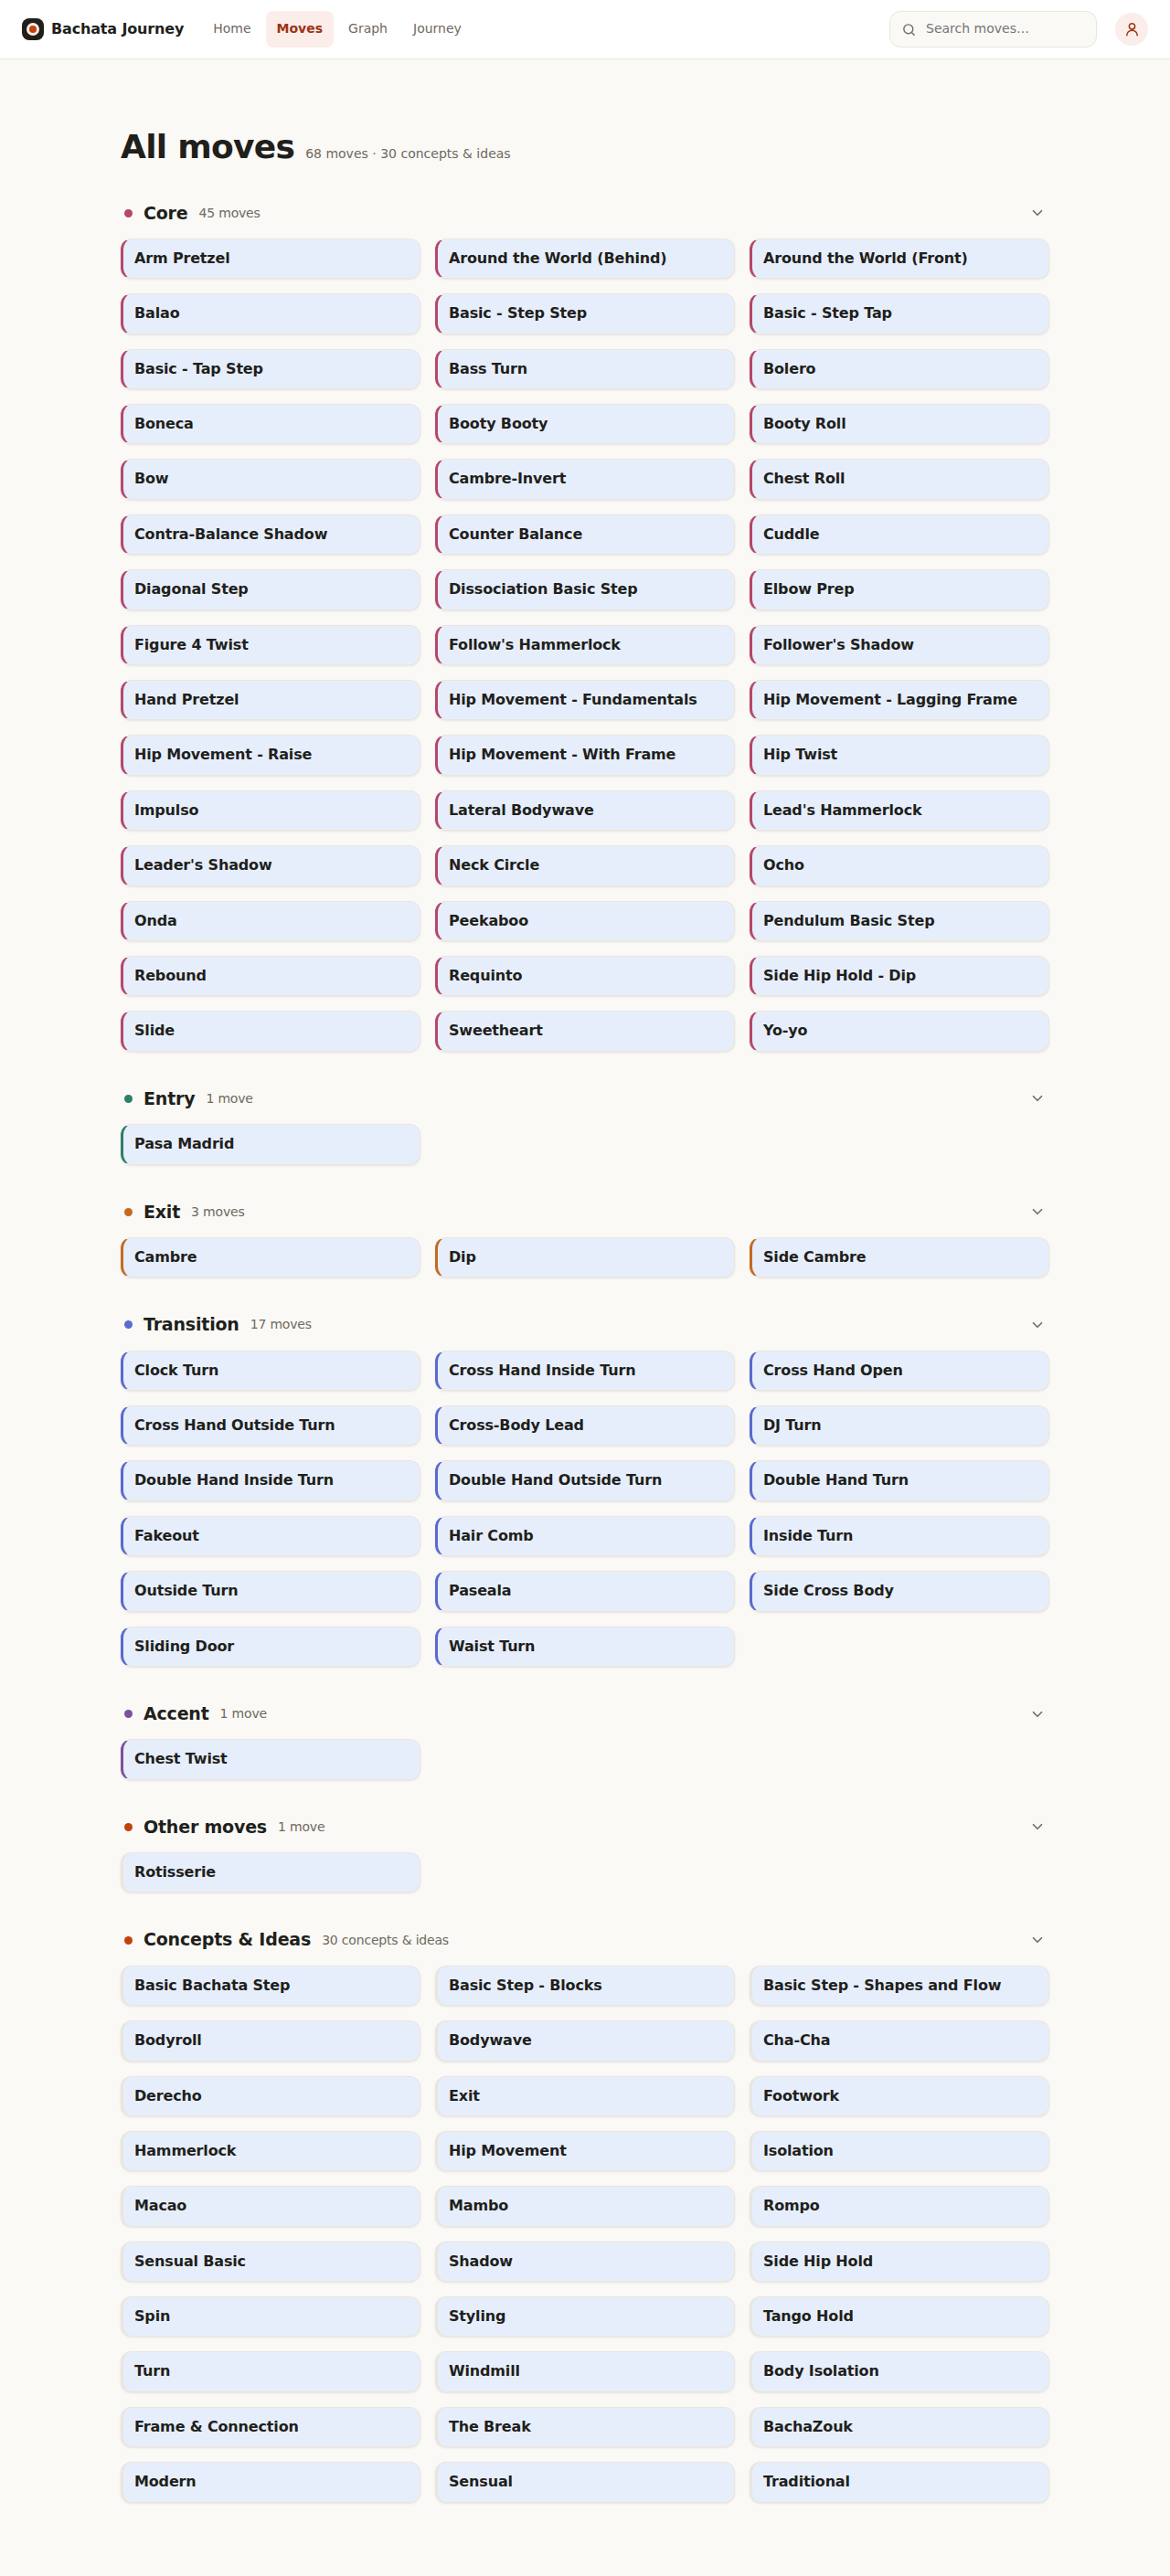 Bachata Journey Home Moves Graph Journey Search moves...
All moves 68 moves · 30 concepts & ideas
Core 45 moves
Arm Pretzel Around the World (Behind) Around the World (Front)
Balao Basic - Step Step Basic - Step Tap
Basic - Tap Step Bass Turn Bolero
Boneca Booty Booty Booty Roll
Bow Cambre-Invert Chest Roll
Contra-Balance Shadow Counter Balance Cuddle
Diagonal Step Dissociation Basic Step Elbow Prep
Figure 4 Twist Follow's Hammerlock Follower's Shadow
Hand Pretzel Hip Movement - Fundamentals Hip Movement - Lagging Frame
Hip Movement - Raise Hip Movement - With Frame Hip Twist
Impulso Lateral Bodywave Lead's Hammerlock
Leader's Shadow Neck Circle Ocho
Onda Peekaboo Pendulum Basic Step
Rebound Requinto Side Hip Hold - Dip
Slide Sweetheart Yo-yo
Entry 1 move
Pasa Madrid
Exit 3 moves
Cambre Dip Side Cambre
Transition 17 moves
Clock Turn Cross Hand Inside Turn Cross Hand Open
Cross Hand Outside Turn Cross-Body Lead DJ Turn
Double Hand Inside Turn Double Hand Outside Turn Double Hand Turn
Fakeout Hair Comb Inside Turn
Outside Turn Paseala Side Cross Body
Sliding Door Waist Turn
Accent 1 move
Chest Twist
Other moves 1 move
Rotisserie
Concepts & Ideas 30 concepts & ideas
Basic Bachata Step Basic Step - Blocks Basic Step - Shapes and Flow
Bodyroll Bodywave Cha-Cha
Derecho Exit Footwork
Hammerlock Hip Movement Isolation
Macao Mambo Rompo
Sensual Basic Shadow Side Hip Hold
Spin Styling Tango Hold
Turn Windmill Body Isolation
Frame & Connection The Break BachaZouk
Modern Sensual Traditional